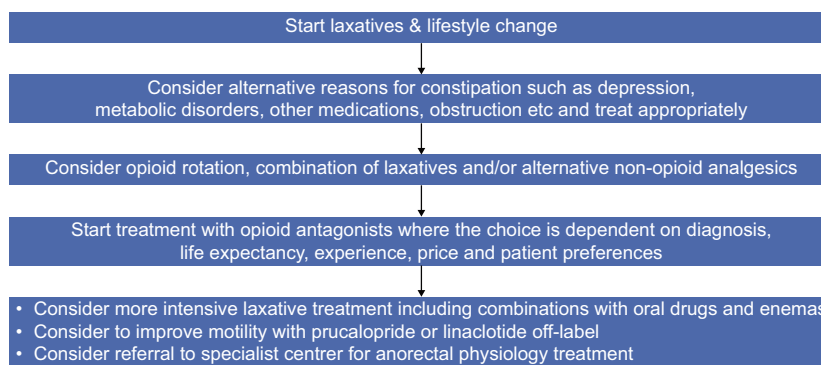 Start laxatives & lifestyle change
Consider alternative reasons for constipation such as depression,
metabolic disorders, other medications, obstruction etc and treat appropriately
Consider opioid rotation, combination of laxatives and/or alternative non-opioid analgesics
Start treatment with opioid antagonists where the choice is dependent on diagnosis,
life expectancy, experience, price and patient preferences
• Consider more intensive laxative treatment including combinations with oral drugs and enemas
• Consider to improve motility with prucalopride or linaclotide off-label
• Consider referral to specialist centrer for anorectal physiology treatment